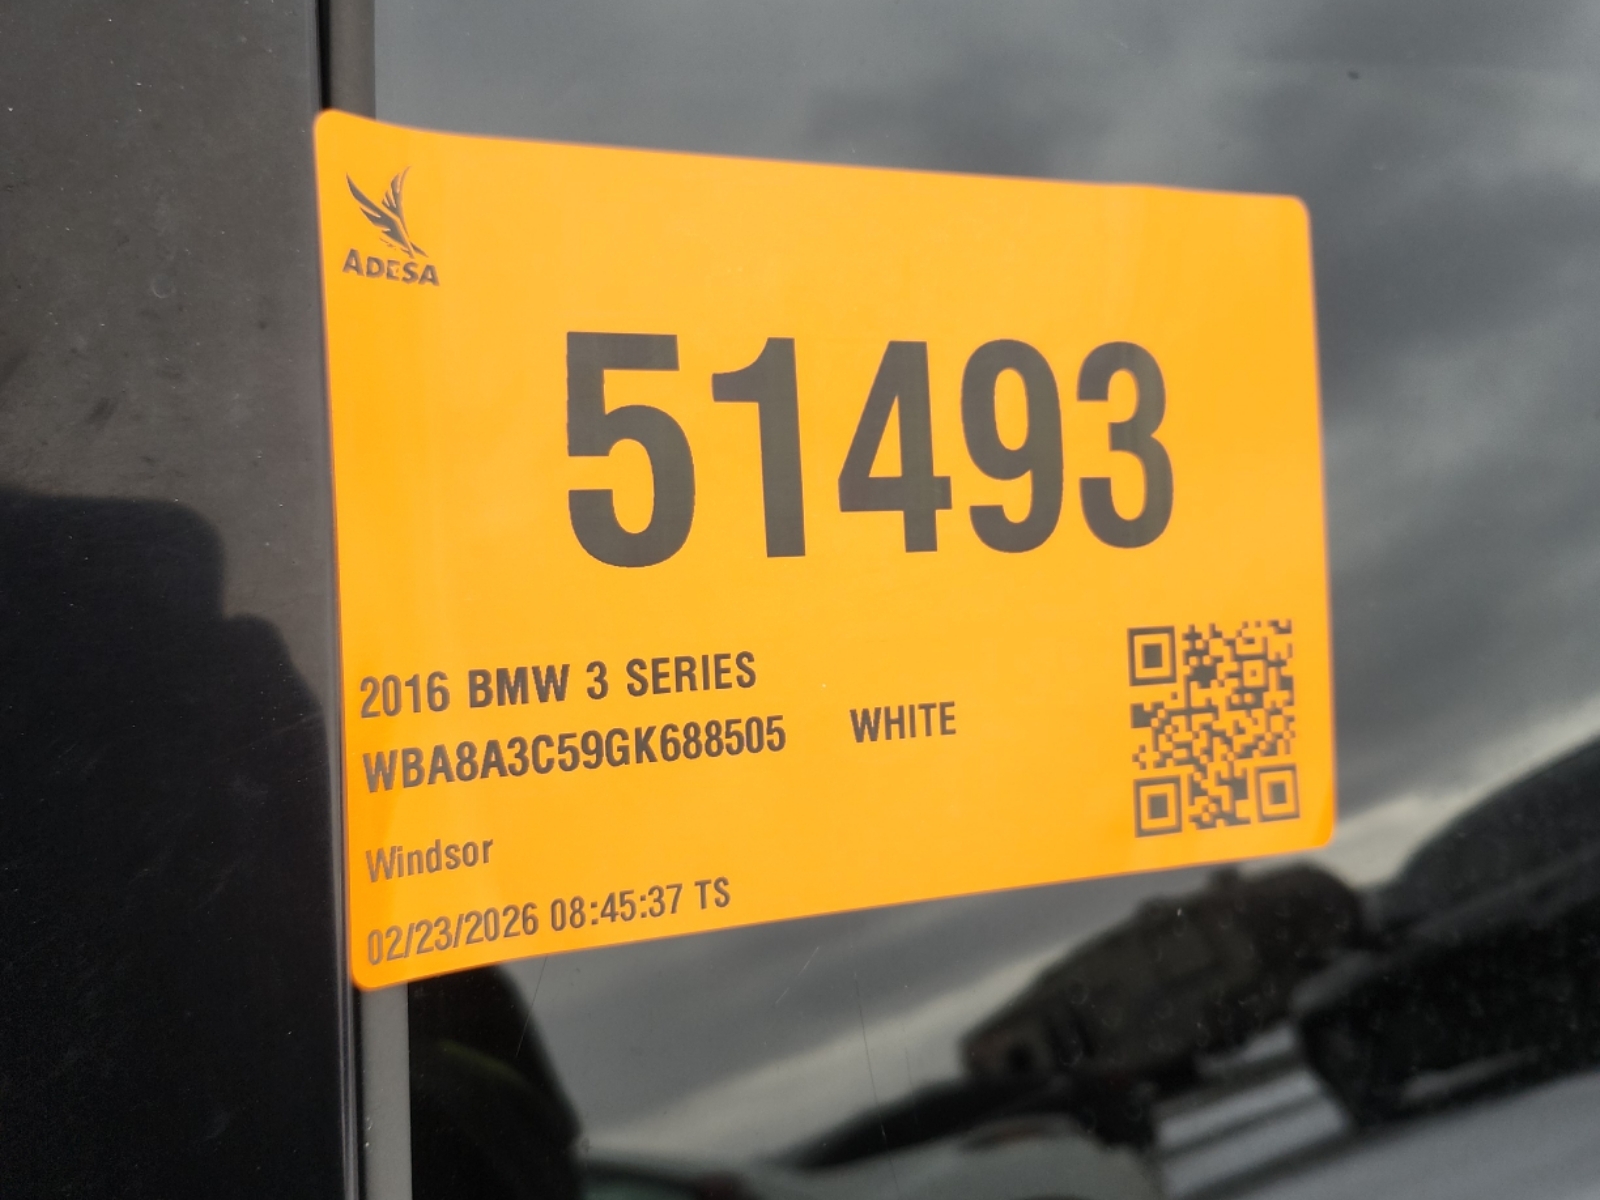 ADESA
51493
2016 BMW 3 SERIES
WBA8A3C59GK688505 WHITE
Windsor
02/23/2026 08:45:37 TS